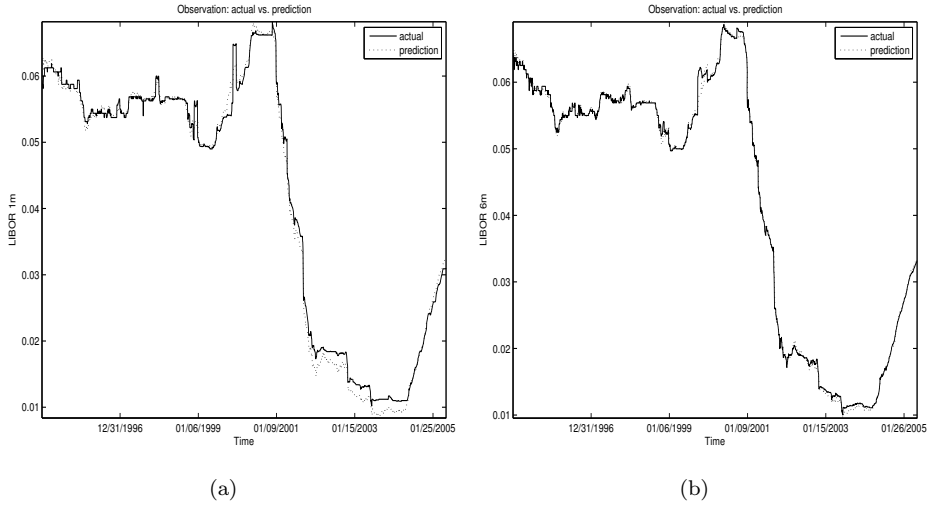 Observation: actual vs. prediction
actual
prediction
LIBOR 1m
0.06
0.05
0.04
0.03
0.02
0.01
12/31/1996
01/06/1999
01/09/2001
01/15/2003
01/25/2005
Time
(a)
Observation: actual vs. prediction
actual
prediction
LIBOR 6m
0.06
0.05
0.04
0.03
0.02
0.01
12/31/1996
01/06/1999
01/09/2001
01/15/2003
01/26/2005
Time
(b)